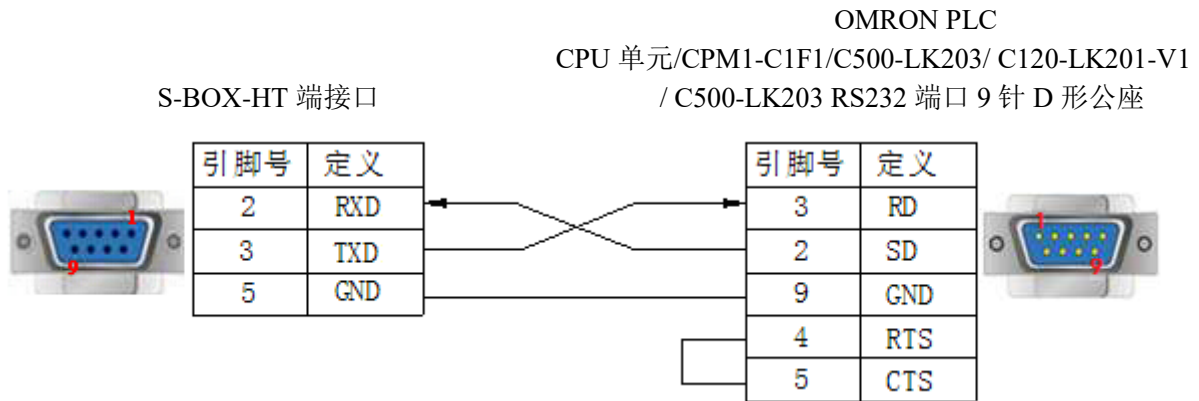 OMRON PLC
CPU 单元/CPM1-C1F1/C500-LK203/ C120-LK201-V1
S-BOX-HT 端接口
/ C500-LK203 RS232 端口 9 针 D 形公座
引脚号 定义
2 RXD
3 TXD
5 GND
引脚号 定义
3 RD
2 SD
9 GND
4 RTS
5 CTS
1
9
1
9